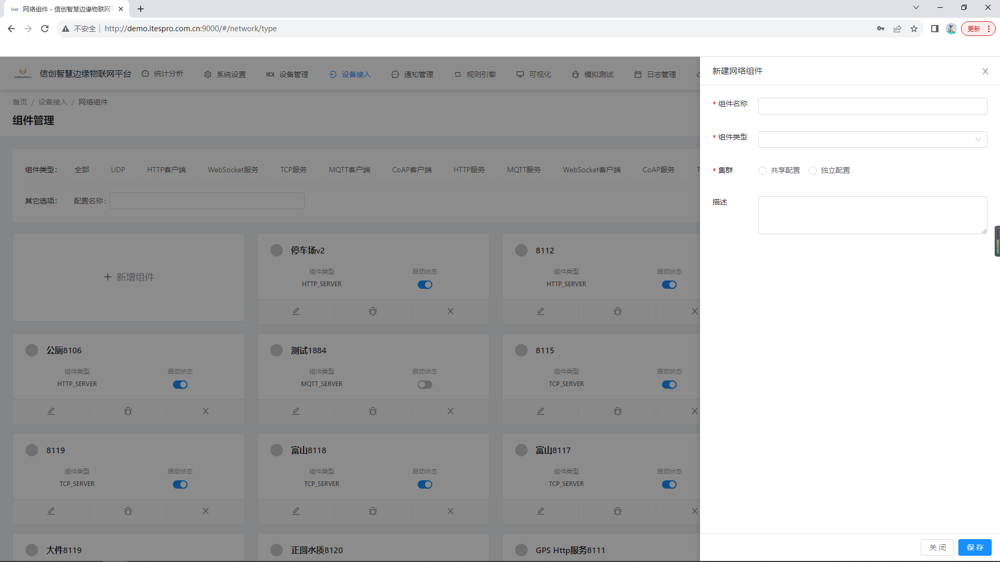 网络组件 - 信创智慧边缘物联网平
不安全 http://demo.itespro.com.cn:9000/#/network/type 更新
信创智慧边缘物联网平台 统计分析 系统设置 设备管理 设备接入 通知管理 规则引擎 可视化 模拟测试 日志管理
首页 / 设备接入 / 网络组件
组件管理
组件类型: 全部 UDP HTTP客户端 WebSocket服务 TCP服务 MQTT客户端 CoAP客户端 HTTP服务 MQTT服务 WebSocket客户端 CoAP服务 T
其它选项: 配置名称:
新增组件
停车场v2
组件类型 启动状态
HTTP_SERVER
8112
组件类型 启动状态
HTTP_SERVER
公厕8106
组件类型 启动状态
HTTP_SERVER
测试1884
组件类型 启动状态
MQTT_SERVER
8115
组件类型 启动状态
TCP_SERVER
8119
组件类型 启动状态
TCP_SERVER
富山8118
组件类型 启动状态
TCP_SERVER
富山8117
组件类型 启动状态
TCP_SERVER
大件8119
正圆水质8120
GPS Http服务8111
新建网络组件
* 组件名称
* 组件类型
* 集群 共享配置 独立配置
描述
关 闭 保 存